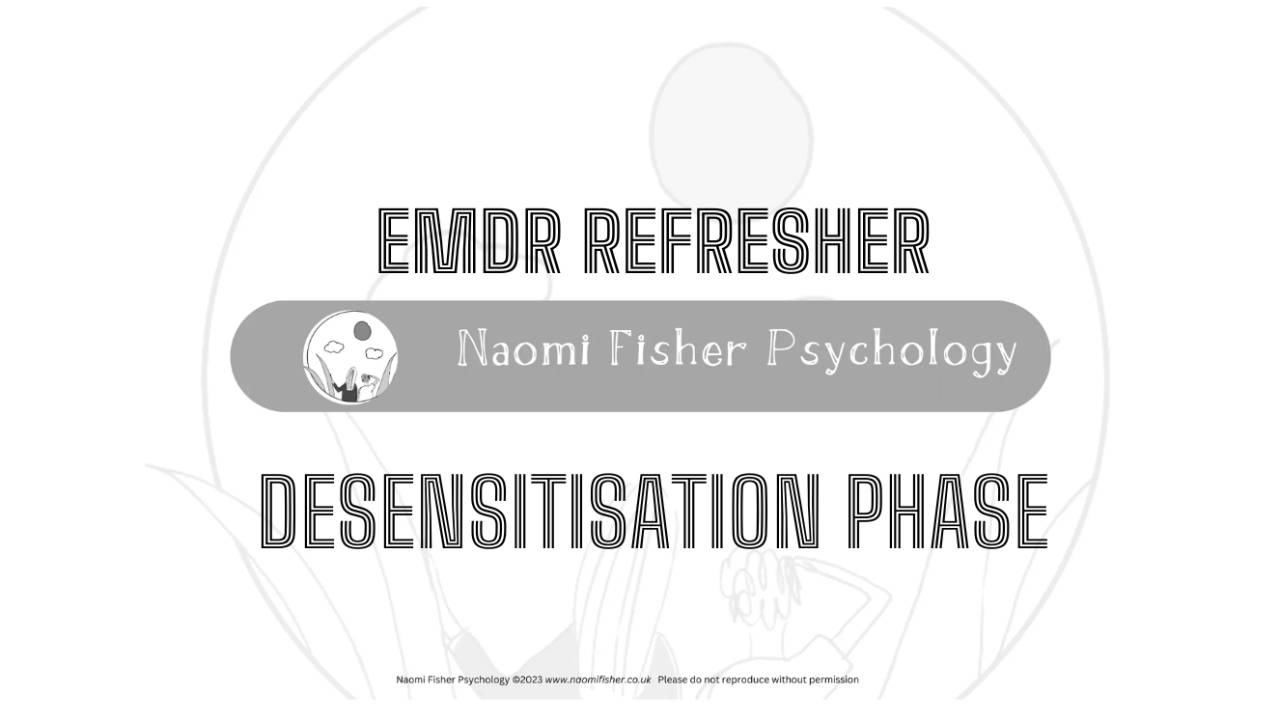 EMDR REFRESHER
Naomi Fisher Psychology
DESENSITISATION PHASE
Naomi Fisher Psychology ©2023 www.naomifisher.co.uk Please do not reproduce without permission